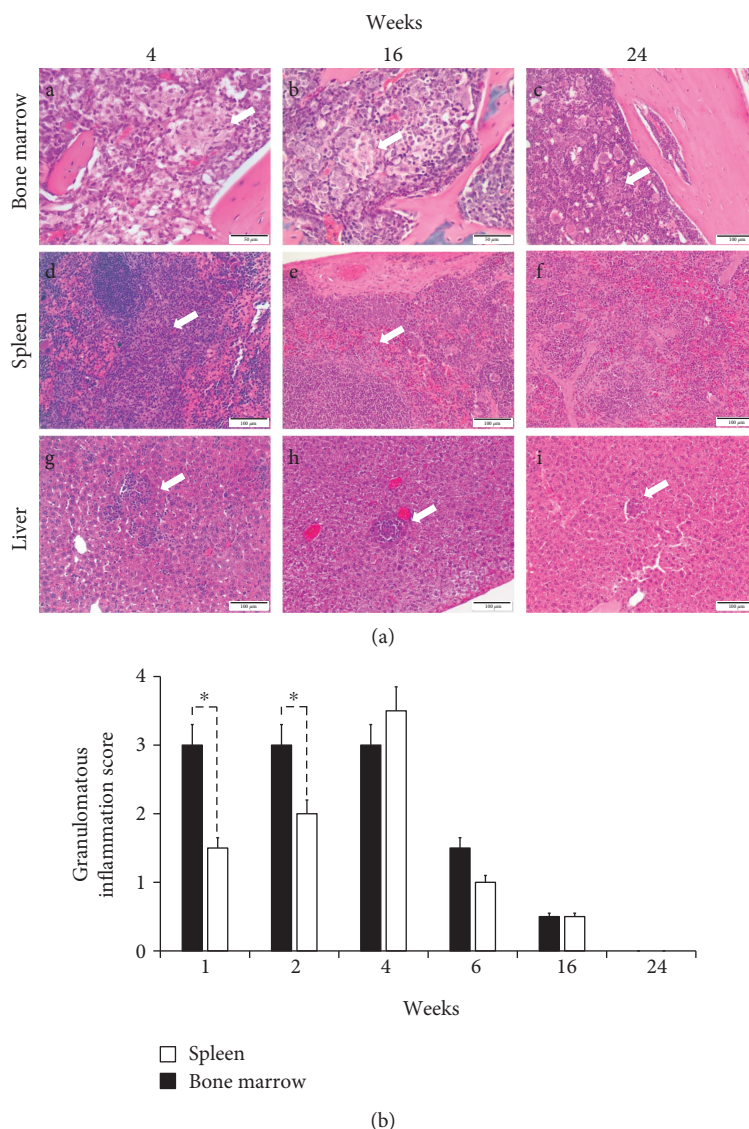 Weeks
4 16 24
Bone marrow
a b c
50 µm 50 µm 100 µm
Spleen
d e f
100 µm 100 µm 100 µm
Liver
g h i
100 µm 100 µm 100 µm
(a)
Granulomatous
inflammation score
4
3
2
1
0
* *
1 2 4 6 16 24
Weeks
Spleen
Bone marrow
(b)